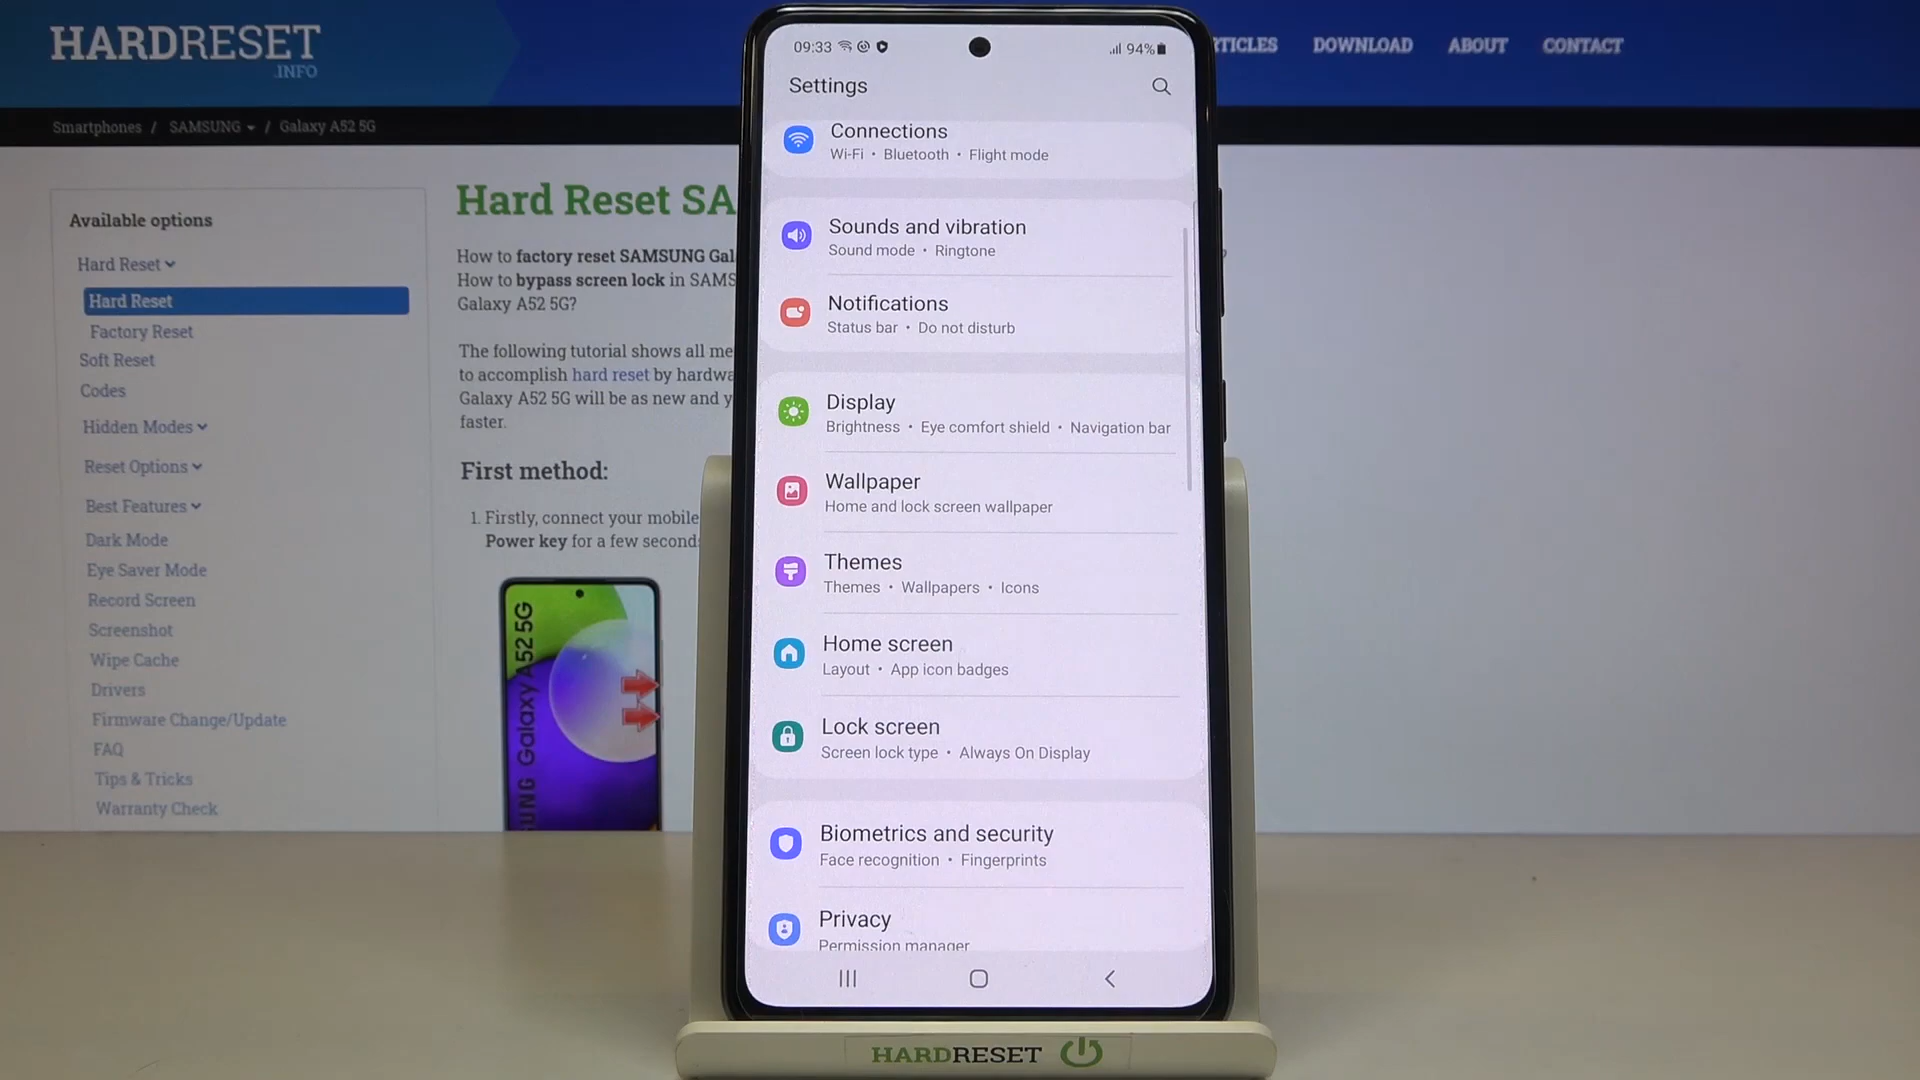 HARDRESET
.INFO
TICLES DOWNLOAD ABOUT CONTACT
Smartphones / SAMSUNG / Galaxy A52 5G
Available options
Hard Reset
Hard Reset
Factory Reset
Soft Reset
Codes
Hidden Modes
Reset Options
Best Features
Dark Mode
Eye Saver Mode
Record Screen
Screenshot
Wipe Cache
Drivers
Firmware Change/Update
FAQ
Tips & Tricks
Warranty Check
Hard Reset SA
How to factory reset SAMSUNG Gal
How to bypass screen lock in SAMS
Galaxy A52 5G?
The following tutorial shows all me
to accomplish hard reset by hardwa
Galaxy A52 5G will be as new and y
faster.
First method:
1. Firstly, connect your mobile
Power key for a few seconds
Galaxy A52 5G
SUNG Galaxy A52 5G
09:33 94%
Settings
Connections
Wi-Fi • Bluetooth • Flight mode
Sounds and vibration
Sound mode • Ringtone
Notifications
Status bar • Do not disturb
Display
Brightness • Eye comfort shield • Navigation bar
Wallpaper
Home and lock screen wallpaper
Themes
Themes • Wallpapers • Icons
Home screen
Layout • App icon badges
Lock screen
Screen lock type • Always On Display
Biometrics and security
Face recognition • Fingerprints
Privacy
Permission manager
HARDRESET